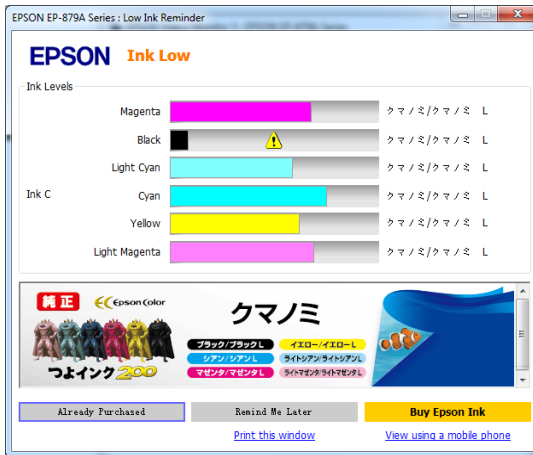 EPSON EP-879A Series : Low Ink Reminder
EPSON Ink Low
Ink Levels
Magenta クマノミ/クマノミ L
Black クマノミ/クマノミ L
Light Cyan クマノミ/クマノミ L
Ink C Cyan クマノミ/クマノミ L
Yellow クマノミ/クマノミ L
Light Magenta クマノミ/クマノミ L
純正 EC Epson Color
クマノミ
ブラック/ブラックL イエロー/イエローL
シアン/シアンL ライトシアン/ライトシアンL
マゼンタ/マゼンタL ライトマゼンタ/ライトマゼンタL
つよインク200
Already Purchased Remind Me Later Buy Epson Ink
Print this window View using a mobile phone